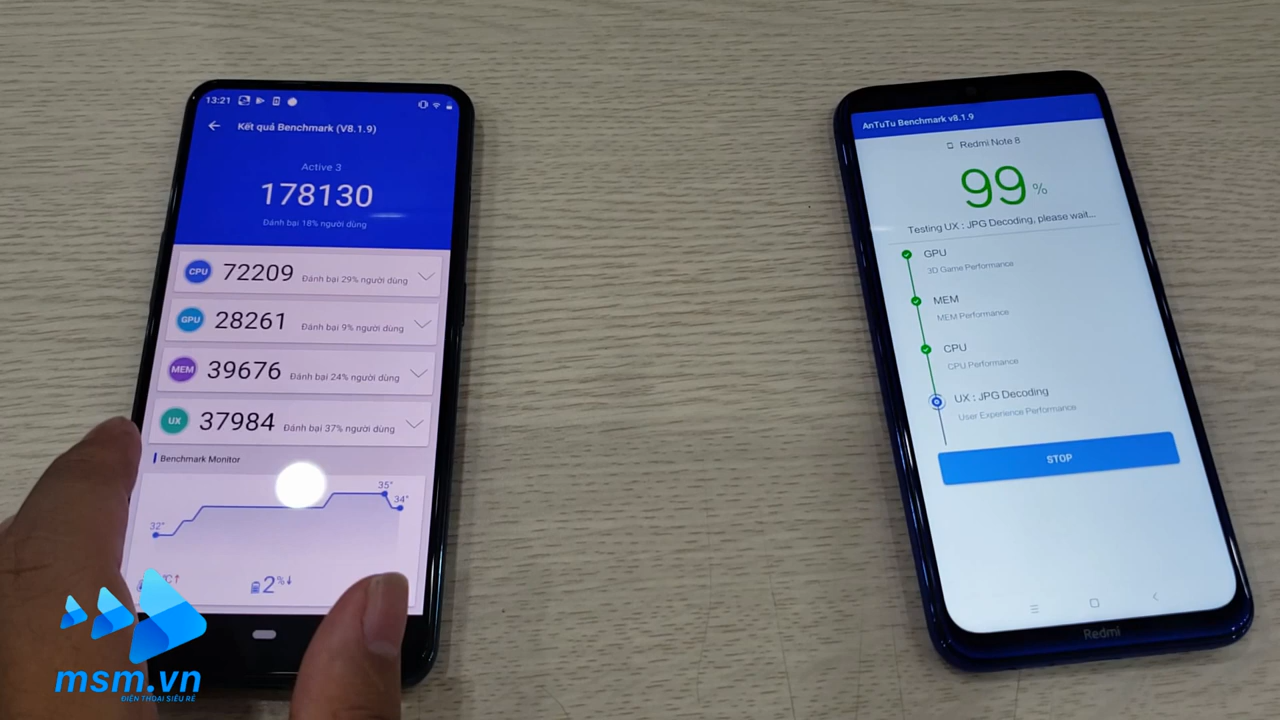 13:21
Kết quả Benchmark (V8.1.9)
Active 3
178130
Đánh bại 18% người dùng
CPU 72209 Đánh bại 29% người dùng
GPU 28261 Đánh bại 9% người dùng
MEM 39676 Đánh bại 24% người dùng
UX 37984 Đánh bại 37% người dùng
Benchmark Monitor
32° 35° 34°
℃↑ 2%↓
AnTuTu Benchmark v8.1.9
Redmi Note 8
99%
Testing UX : JPG Decoding, please wait...
GPU
3D Game Performance
MEM
MEM Performance
CPU
CPU Performance
UX : JPG Decoding
User Experience Performance
STOP
Redmi
msm.vn
ĐIỆN THOẠI SIÊU RẺ